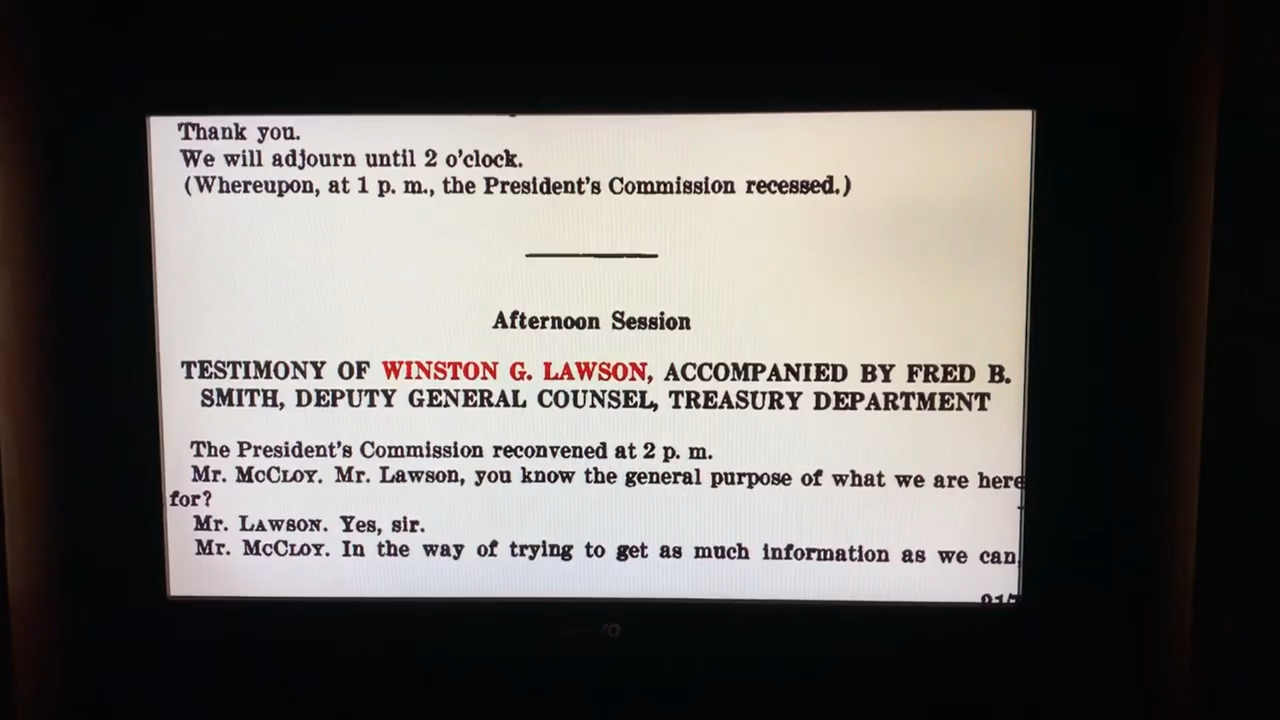 Thank you.
We will adjourn until 2 o'clock.
(Whereupon, at 1 p. m., the President's Commission recessed.)
Afternoon Session
TESTIMONY OF WINSTON G. LAWSON, ACCOMPANIED BY FRED B.
SMITH, DEPUTY GENERAL COUNSEL, TREASURY DEPARTMENT
The President's Commission reconvened at 2 p. m.
Mr. McCLOY. Mr. Lawson, you know the general purpose of what we are here
for?
Mr. LAWSON. Yes, sir.
Mr. McCLOY. In the way of trying to get as much information as we can